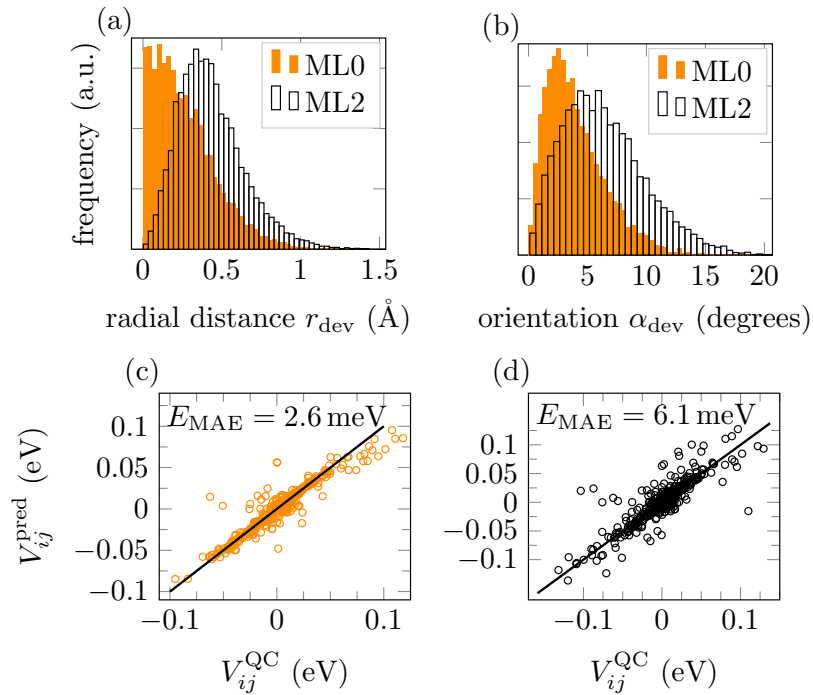 (a)
frequency (a.u.)
ML0
ML2
0 0.5 1 1.5
radial distance r_dev (Å)
(b)
ML0
ML2
0 5 10 15 20
orientation α_dev (degrees)
(c)
E_MAE = 2.6 meV
0.1
0.05
0
−0.05
−0.1
V_ij^pred (eV)
−0.1 0 0.1
V_ij^QC (eV)
(d)
E_MAE = 6.1 meV
0.1
0.05
0
−0.05
−0.1
−0.1 0 0.1
V_ij^QC (eV)